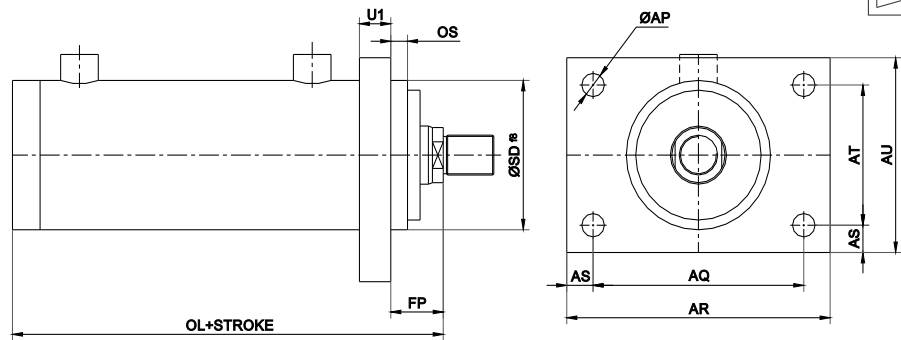 U1
OS
ØSD f8
FP
OL+STROKE
ØAP
AT
AU
AS
AS
AQ
AR